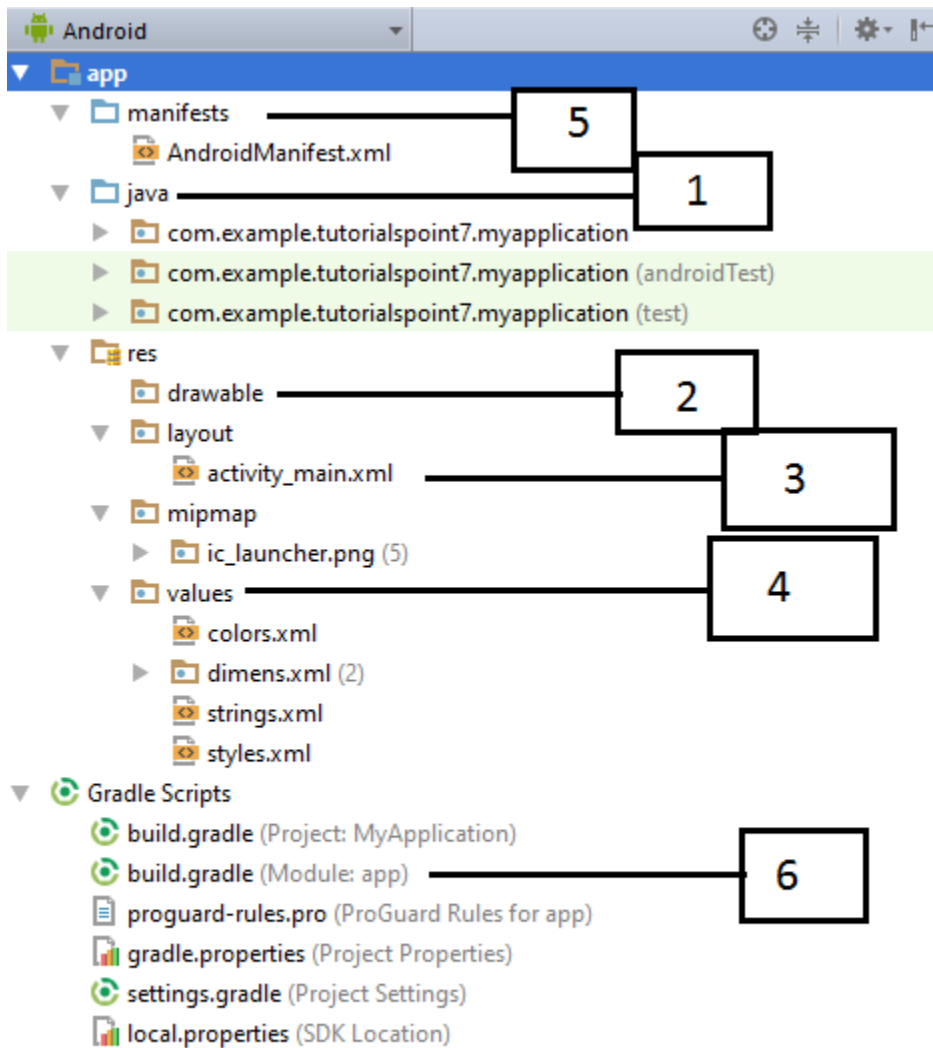 Android
app
manifests
5
AndroidManifest.xml
java
1
com.example.tutorialspoint7.myapplication
com.example.tutorialspoint7.myapplication (androidTest)
com.example.tutorialspoint7.myapplication (test)
res
drawable
2
layout
activity_main.xml
3
mipmap
ic_launcher.png (5)
values
4
colors.xml
dimens.xml (2)
strings.xml
styles.xml
Gradle Scripts
build.gradle (Project: MyApplication)
build.gradle (Module: app)
6
proguard-rules.pro (ProGuard Rules for app)
gradle.properties (Project Properties)
settings.gradle (Project Settings)
local.properties (SDK Location)